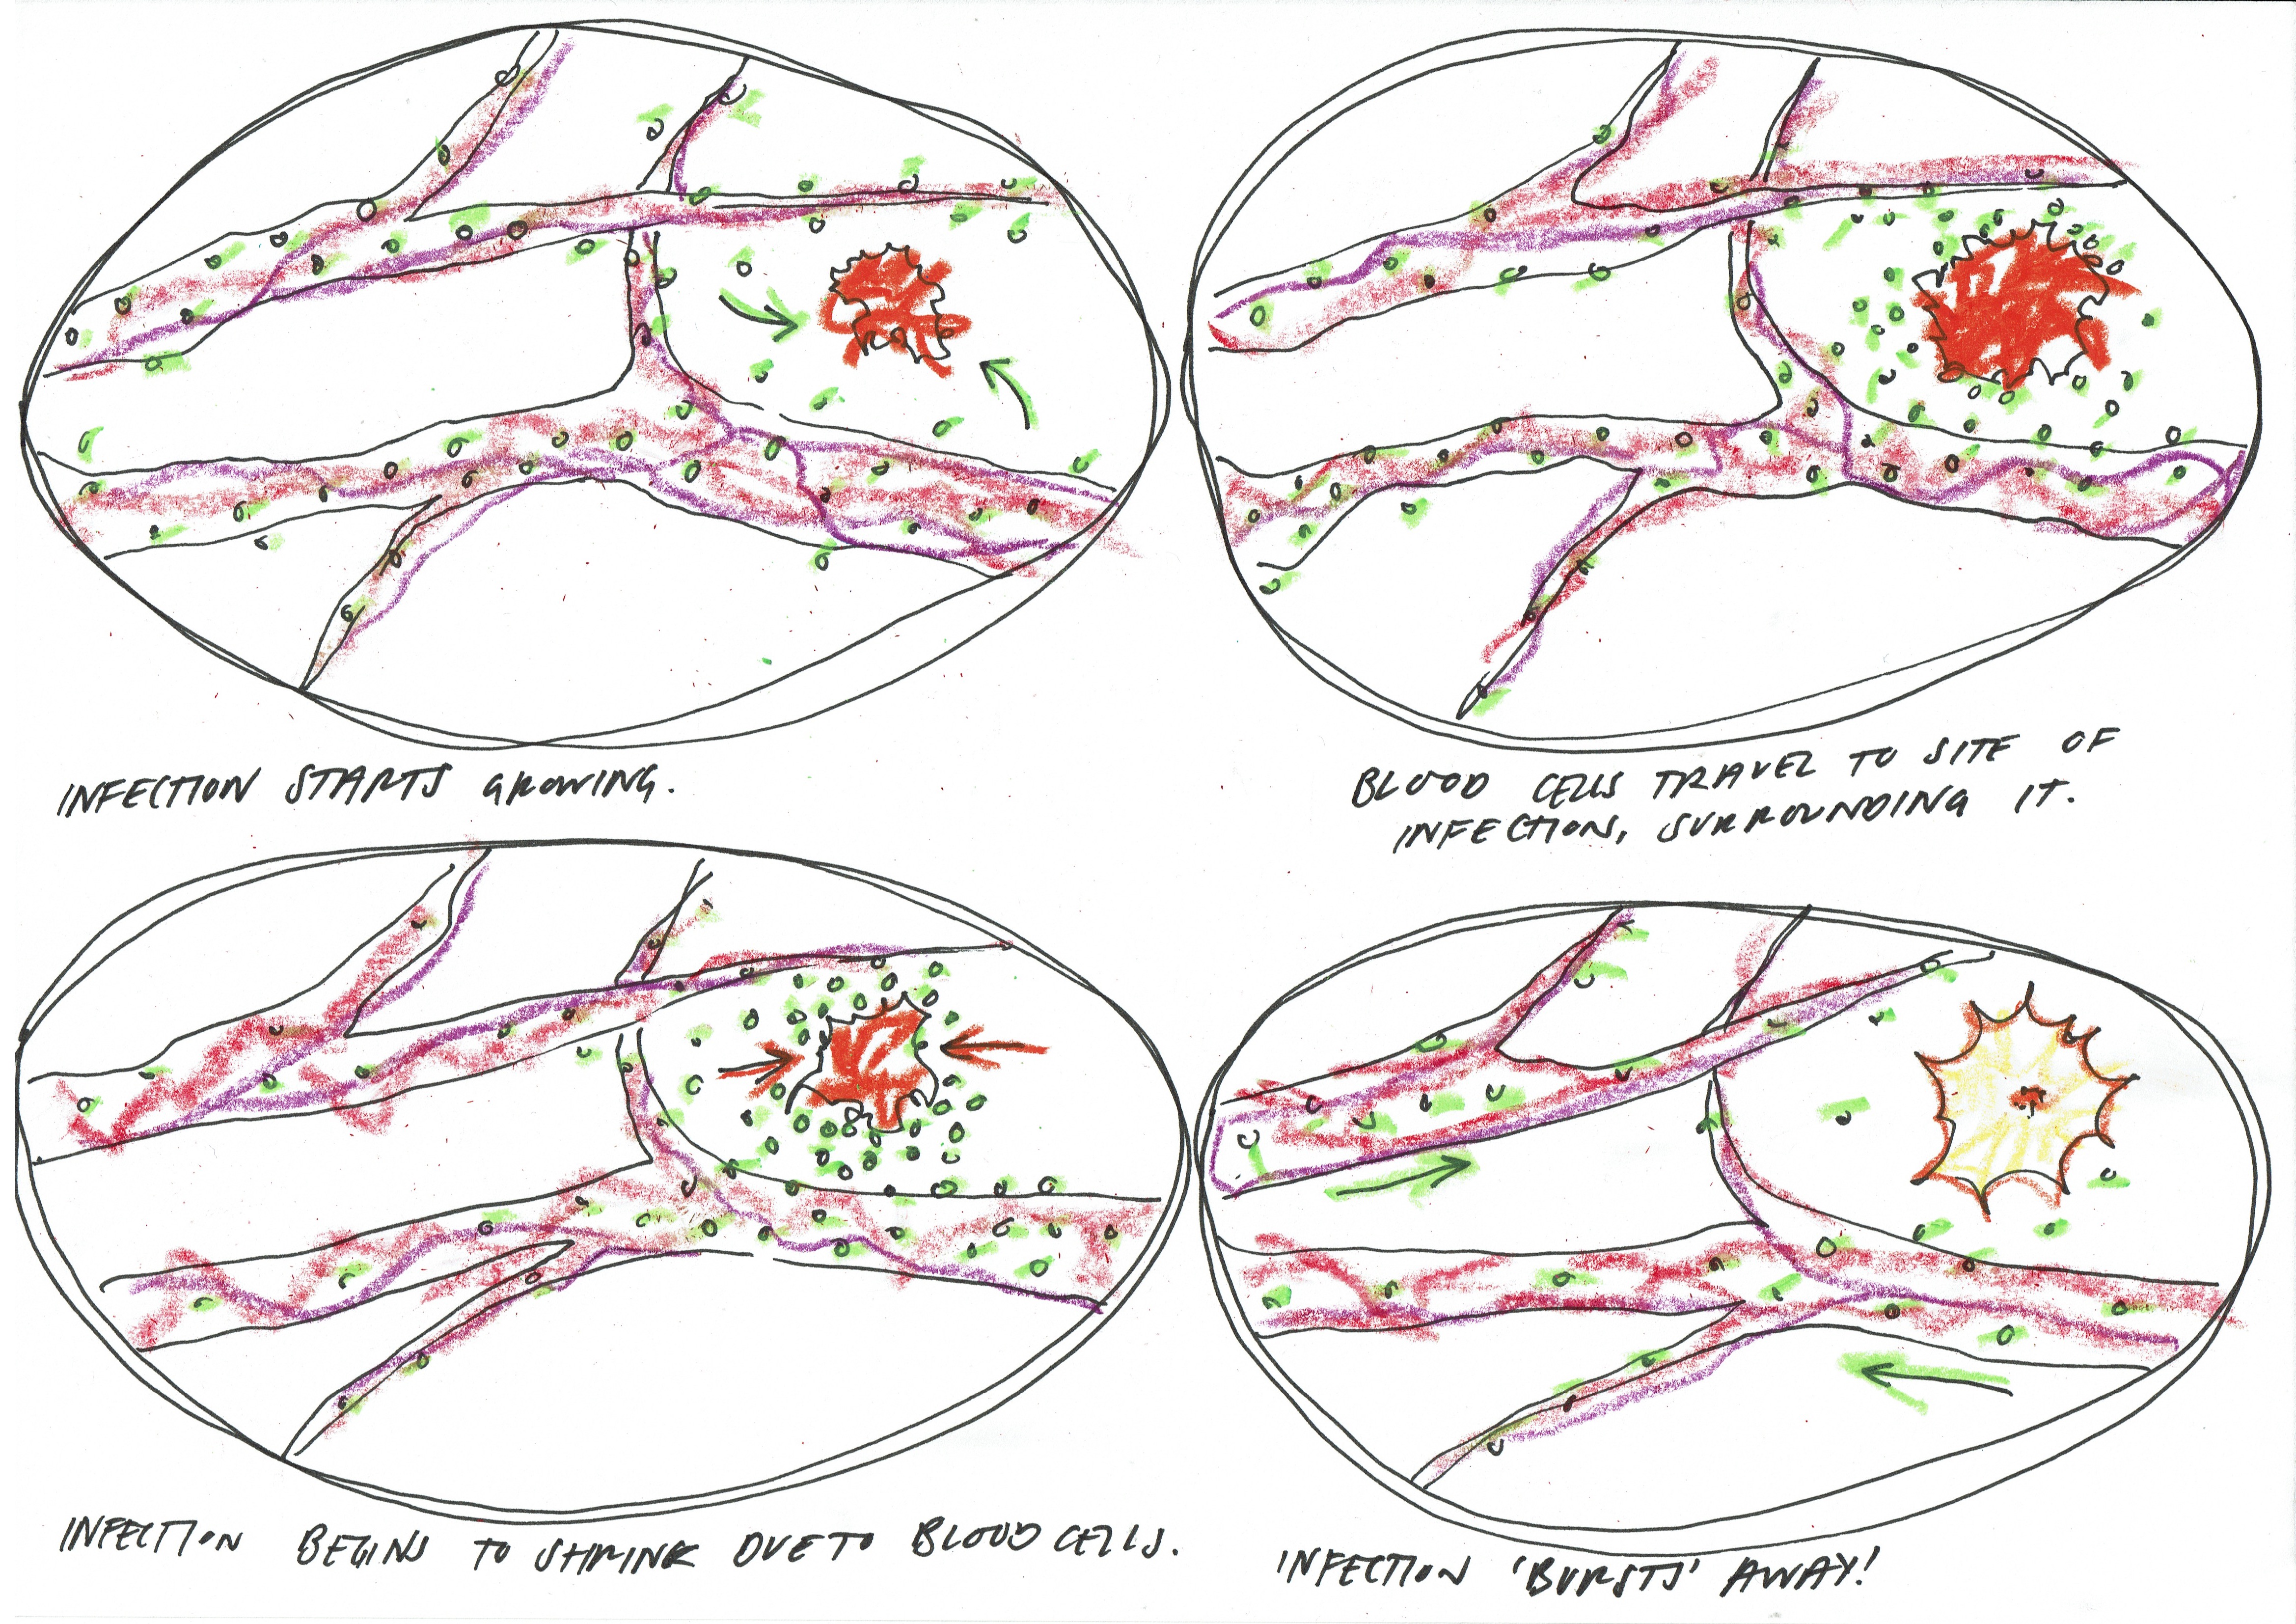 INFECTION STARTS GROWING.
BLOOD CELLS TRAVEL TO SITE OF
INFECTION, SURROUNDING IT.
INFECTION BEGINS TO SHRINK DUE TO BLOOD CELLS.
INFECTION 'BURSTS' AWAY!